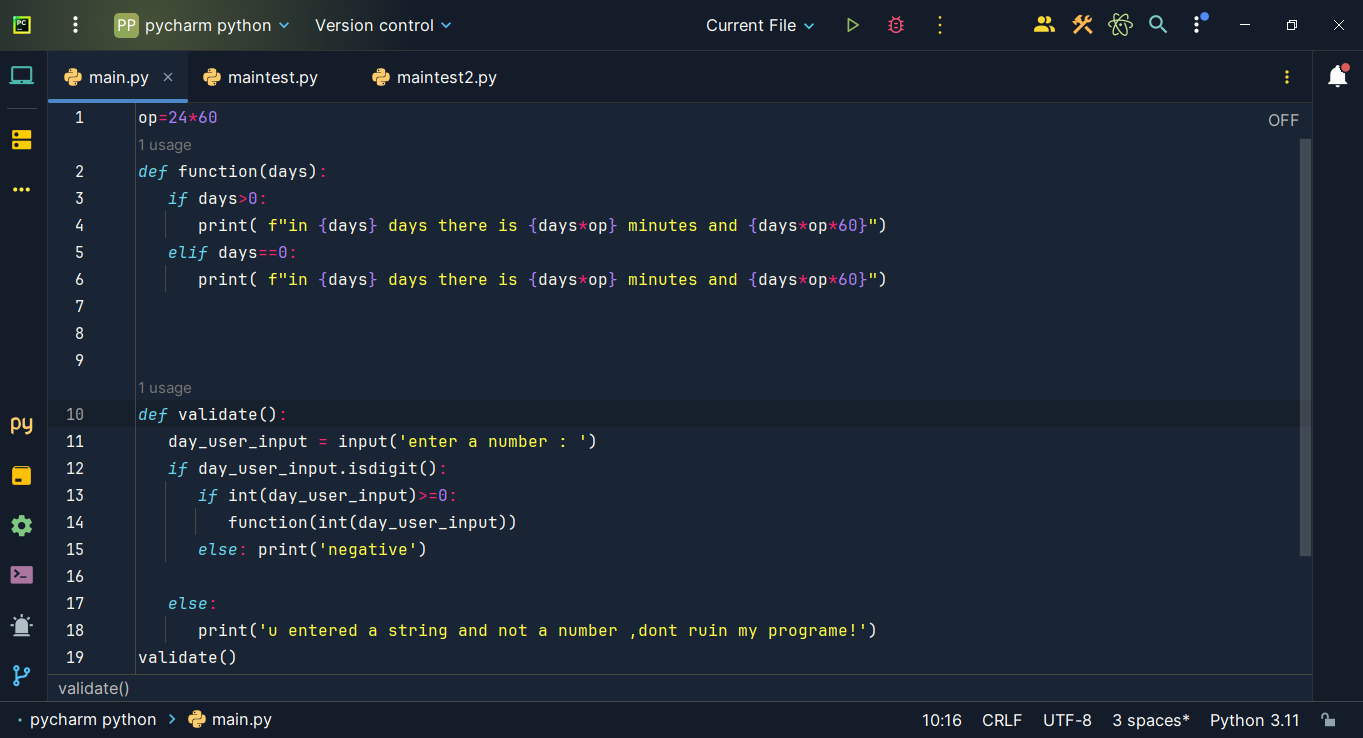 PC
PP pycharm python Version control Current File
main.py × maintest.py maintest2.py
OFF
1 op=24*60
1 usage
2 def function(days):
3 if days>0:
4 print( f"in {days} days there is {days*op} minutes and {days*op*60}")
5 elif days==0:
6 print( f"in {days} days there is {days*op} minutes and {days*op*60}")
7
8
9
1 usage
10 def validate():
11 day_user_input = input('enter a number : ')
12 if day_user_input.isdigit():
13 if int(day_user_input)>=0:
14 function(int(day_user_input))
15 else: print('negative')
16
17 else:
18 print('u entered a string and not a number ,dont ruin my programe!')
19 validate()
py
validate()
pycharm python > main.py 10:16 CRLF UTF-8 3 spaces* Python 3.11